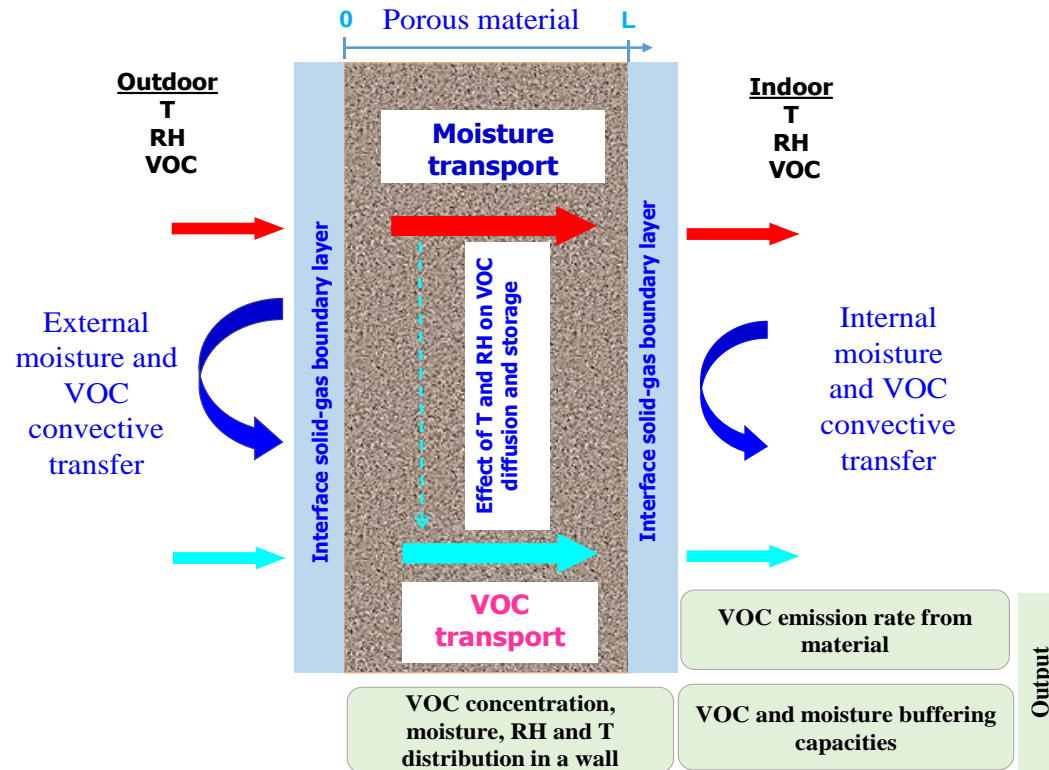 0
Porous material
L
Outdoor
T
RH
VOC
Indoor
T
RH
VOC
Moisture
transport
Interface solid-gas boundary layer
Effect of T and RH on VOC
diffusion and storage
Interface solid-gas boundary layer
External
moisture and
VOC
convective
transfer
Internal
moisture
and VOC
convective
transfer
VOC
transport
VOC emission rate from
material
VOC concentration,
moisture, RH and T
distribution in a wall
VOC and moisture buffering
capacities
Output